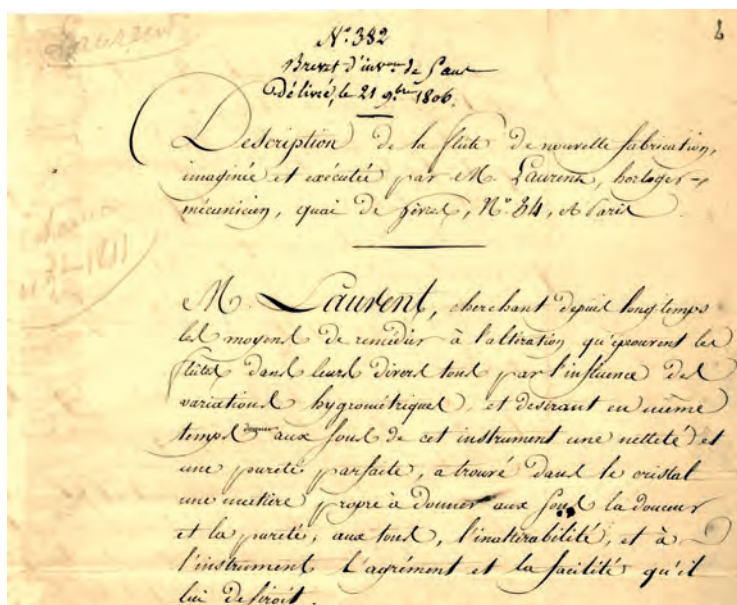 Laurent
8
N.º 382
Brevet d'inv.on de 5 ans
Délivré, le 21 9.bre 1806.
Description de la flûte de nouvelle fabrication,
imaginée et exécutée par M. Laurent, horloger-
mécanicien, quai de Gèvres, N.º 34, à Paris
M. Laurent, cherchant depuis longtemps
les moyens de remédier à l'altération qu'éprouvent les
flûtes dans leurs divers tons par l'influence des
variations hygrométriques, et desirant en même
temps donner aux sons de cet instrument une netteté et
une pureté parfaite, a trouvé dans le cristal
une matière propre à donner aux sons la douceur
et la pureté, aux tons, l'inaltérabilité, et à
l'instrument l'agrément et la facilité qu'il
lui desiroit.